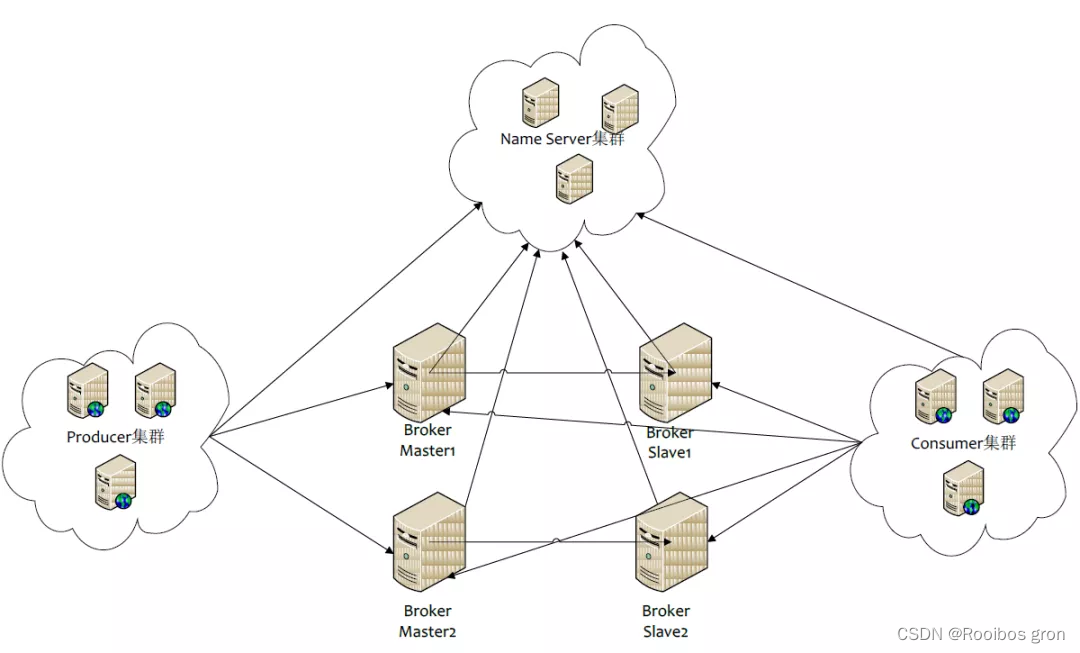 Name Server集群
Producer集群
Broker
Master1
Broker
Slave1
Consumer集群
Broker
Master2
Broker
Slave2
CSDN @Rooibos gron